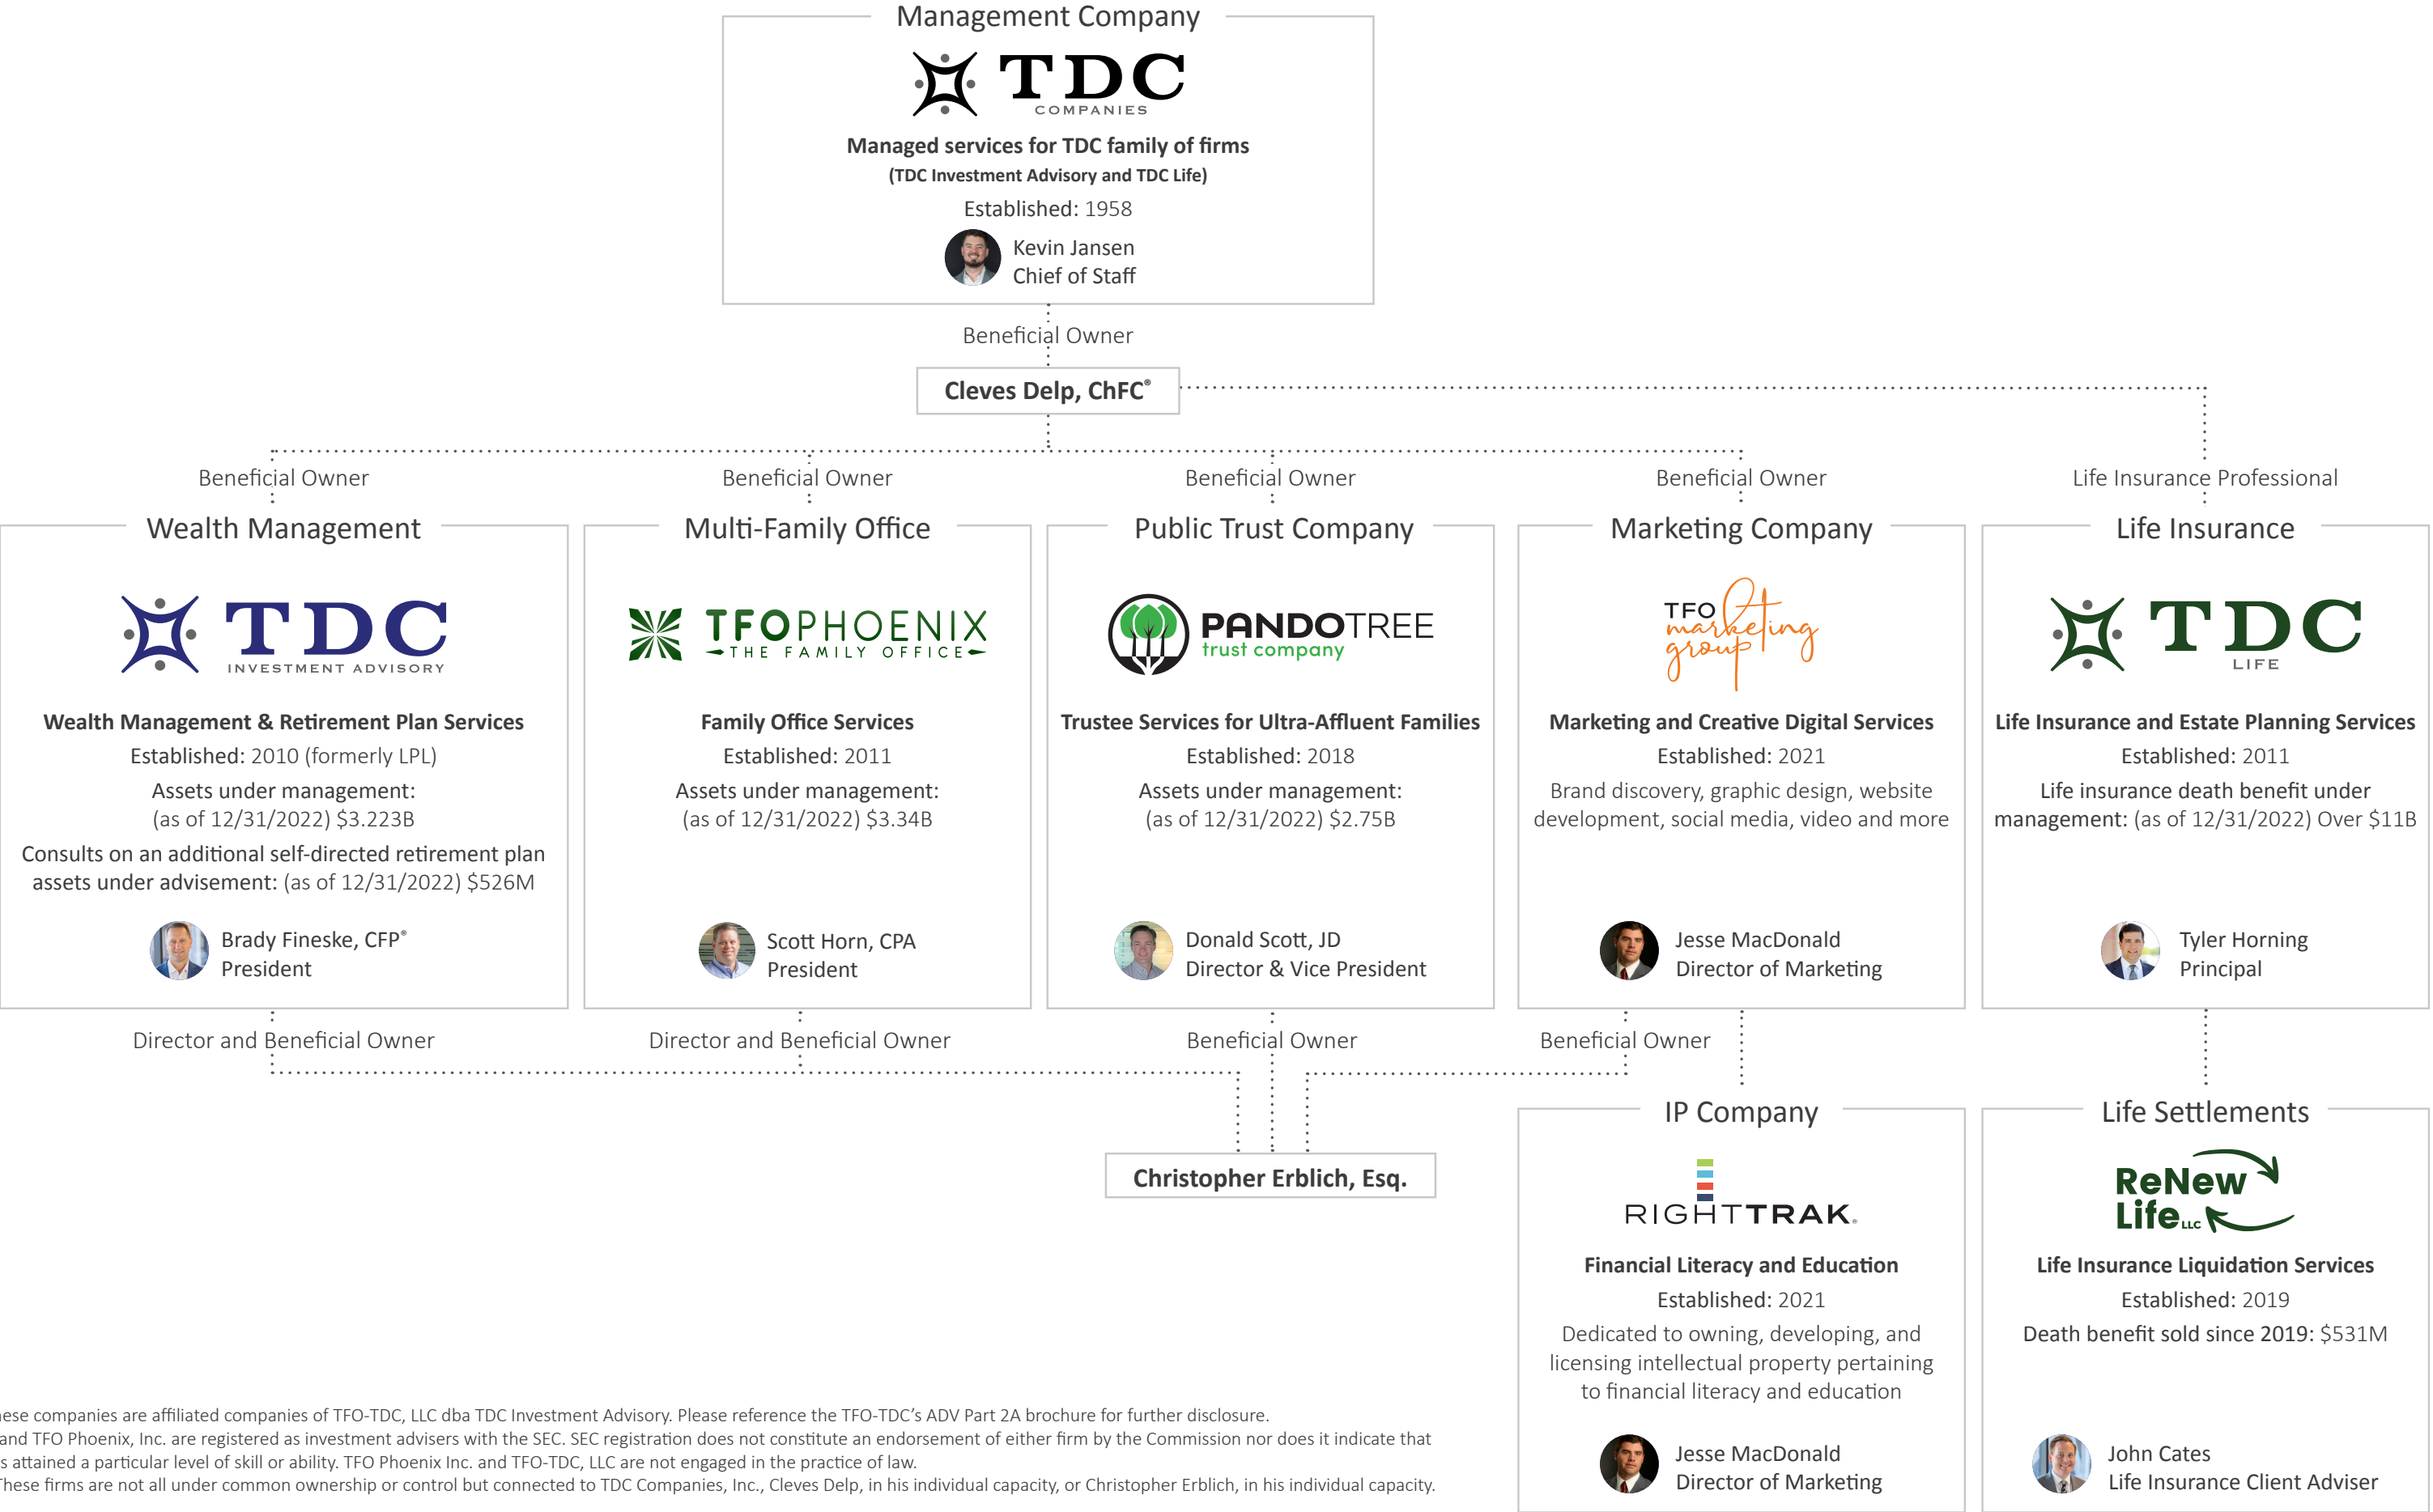 Management Company
TDC
COMPANIES
Managed services for TDC family of firms
(TDC Investment Advisory and TDC Life)
Established: 1958
Kevin Jansen
Chief of Staff
Beneficial Owner
Cleves Delp, ChFC®
Beneficial Owner
Beneficial Owner
Beneficial Owner
Beneficial Owner
Life Insurance Professional
Wealth Management
TDC
INVESTMENT ADVISORY
Wealth Management & Retirement Plan Services
Established: 2010 (formerly LPL)
Assets under management:
(as of 12/31/2022) $3.223B
Consults on an additional self-directed retirement plan
assets under advisement: (as of 12/31/2022) $526M
Brady Fineske, CFP®
President
Director and Beneficial Owner
Multi-Family Office
TFOPHOENIX
THE FAMILY OFFICE
Family Office Services
Established: 2011
Assets under management:
(as of 12/31/2022) $3.34B
Scott Horn, CPA
President
Director and Beneficial Owner
Public Trust Company
PANDOTREE
trust company
Trustee Services for Ultra-Affluent Families
Established: 2018
Assets under management:
(as of 12/31/2022) $2.75B
Donald Scott, JD
Director & Vice President
Beneficial Owner
Marketing Company
TFO
marketing
group
Marketing and Creative Digital Services
Established: 2021
Brand discovery, graphic design, website
development, social media, video and more
Jesse MacDonald
Director of Marketing
Beneficial Owner
Life Insurance
TDC
LIFE
Life Insurance and Estate Planning Services
Established: 2011
Life insurance death benefit under
management: (as of 12/31/2022) Over $11B
Tyler Horning
Principal
Christopher Erblich, Esq.
IP Company
RIGHTTRAK®
Financial Literacy and Education
Established: 2021
Dedicated to owning, developing, and
licensing intellectual property pertaining
to financial literacy and education
Jesse MacDonald
Director of Marketing
Life Settlements
ReNew
Life LLC
Life Insurance Liquidation Services
Established: 2019
Death benefit sold since 2019: $531M
John Cates
Life Insurance Client Adviser
companies are affiliated companies of TFO-TDC, LLC dba TDC Investment Advisory. Please reference the TFO-TDC’s ADV Part 2A brochure for further disclosure.
and TFO Phoenix, Inc. are registered as investment advisers with the SEC. SEC registration does not constitute an endorsement of either firm by the Commission nor does it indicate that
attained a particular level of skill or ability. TFO Phoenix Inc. and TFO-TDC, LLC are not engaged in the practice of law.
These firms are not all under common ownership or control but connected to TDC Companies, Inc., Cleves Delp, in his individual capacity, or Christopher Erblich, in his individual capacity.